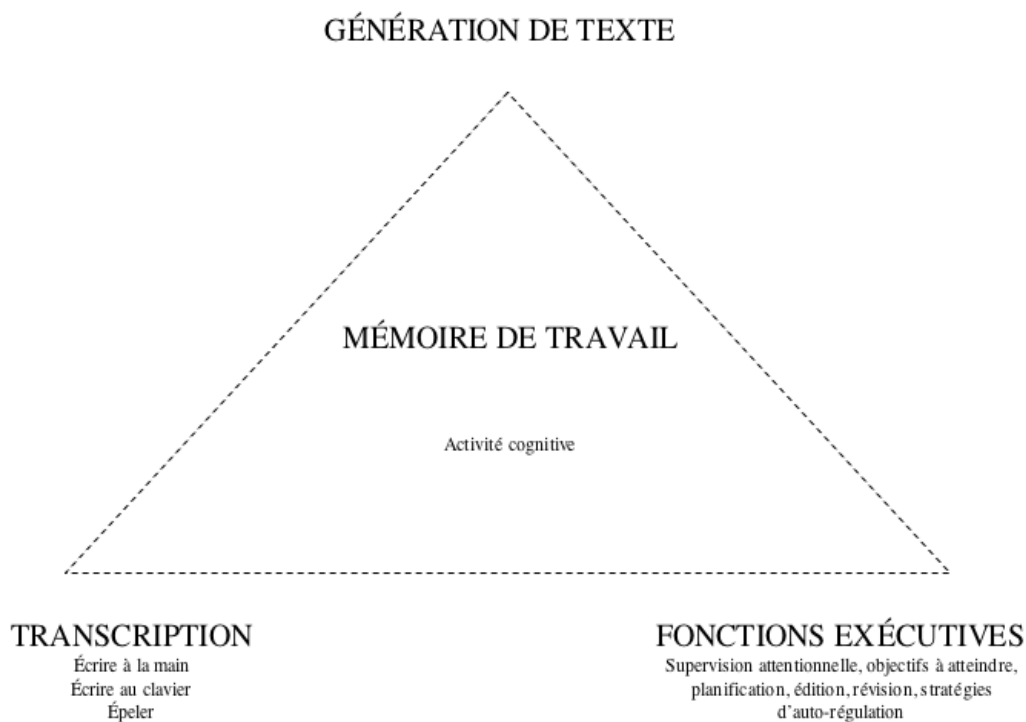 GÉNÉRATION DE TEXTE
MÉMOIRE DE TRAVAIL
Activité cognitive
TRANSCRIPTION
Écrire à la main
Écrire au clavier
Épeler
FONCTIONS EXÉCUTIVES
Supervision attentionnelle, objectifs à atteindre,
planification, édition, révision, stratégies
d'auto-régulation